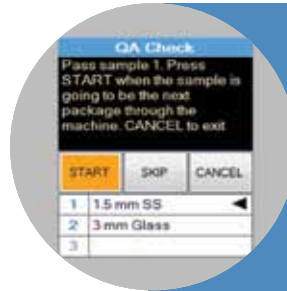 QA Check
Pass sample 1. Press
START when the sample is
going to be the next
package through the
machine. CANCEL to exit
START SKIP CANCEL
1 1.5 mm SS
2 3 mm Glass
3